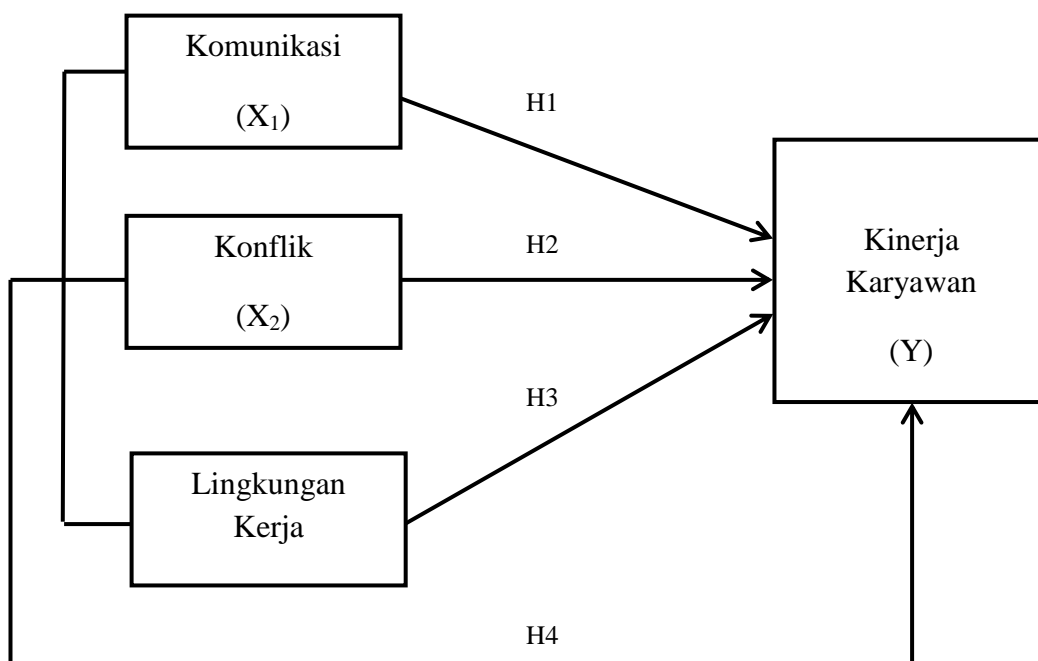 Komunikasi
(X₁)
H1
Konflik
(X₂)
H2
Kinerja
Karyawan
(Y)
Lingkungan
Kerja
H3
H4